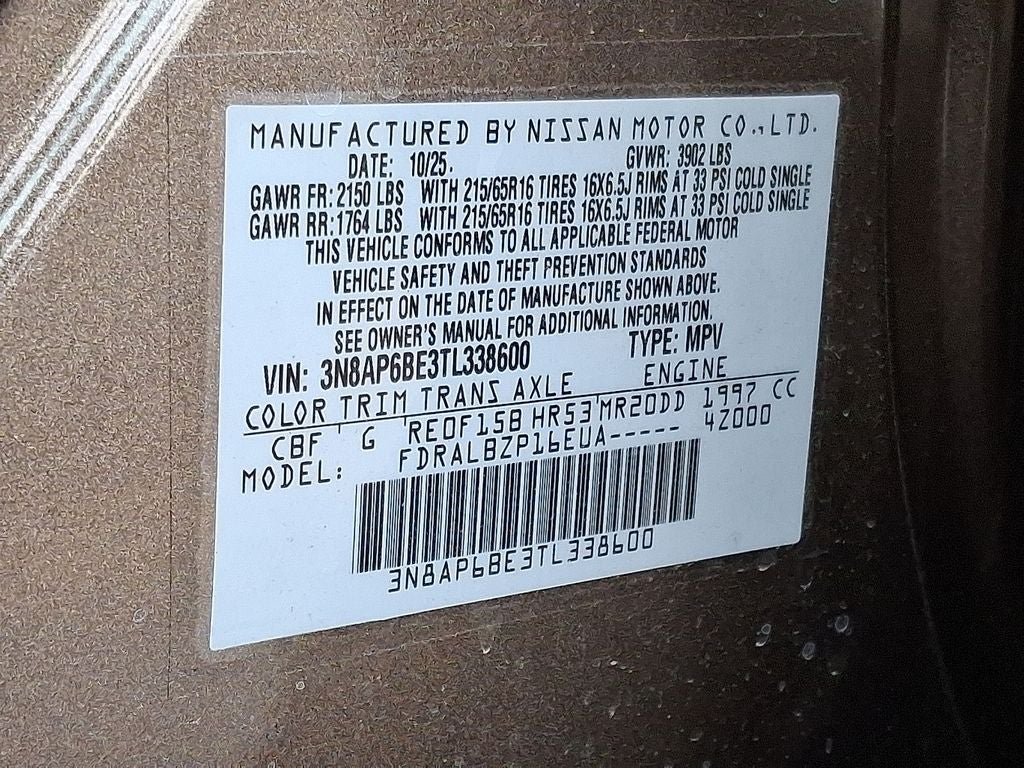 MANUFACTURED BY NISSAN MOTOR CO.,LTD.
DATE: 10/25. GVWR: 3902 LBS
GAWR FR: 2150 LBS WITH 215/65R16 TIRES 16X6.5J RIMS AT 33 PSI COLD SINGLE
GAWR RR: 1764 LBS WITH 215/65R16 TIRES 16X6.5J RIMS AT 33 PSI COLD SINGLE
THIS VEHICLE CONFORMS TO ALL APPLICABLE FEDERAL MOTOR
VEHICLE SAFETY AND THEFT PREVENTION STANDARDS
IN EFFECT ON THE DATE OF MANUFACTURE SHOWN ABOVE.
SEE OWNER'S MANUAL FOR ADDITIONAL INFORMATION.
VIN: 3N8AP6BE3TL338600 TYPE: MPV
COLOR TRIM TRANS AXLE ENGINE
CBF ' G ' RE0F15B HR53'MR20DD 1997 CC
MODEL: FDRALBZP16EUA----- 4Z000
3N8AP6BE3TL338600